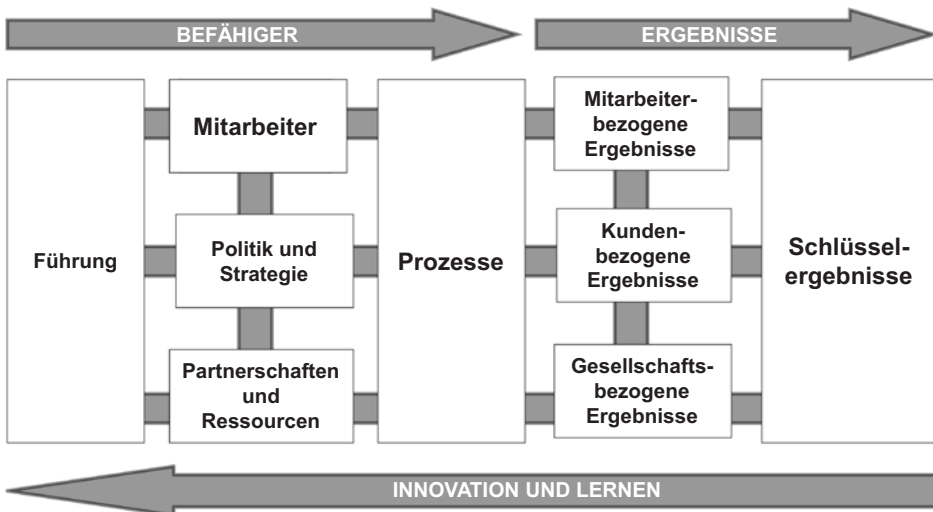 BEFÄHIGER
ERGEBNISSE
Führung
Mitarbeiter
Politik und
Strategie
Partnerschaften
und
Ressourcen
Prozesse
Mitarbeiter-
bezogene
Ergebnisse
Kunden-
bezogene
Ergebnisse
Gesellschafts-
bezogene
Ergebnisse
Schlüssel-
ergebnisse
INNOVATION UND LERNEN